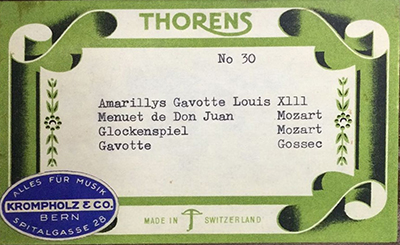 THORENS
No 30
Amarillys Gavotte Louis Xlll
Menuet de Don Juan Mozart
Glockenspiel Mozart
Gavotte Gossec
ALLES FÜR MUSIK
KROMPHOLZ & CO.
BERN
SPITALGASSE 28
MADE IN SWITZERLAND